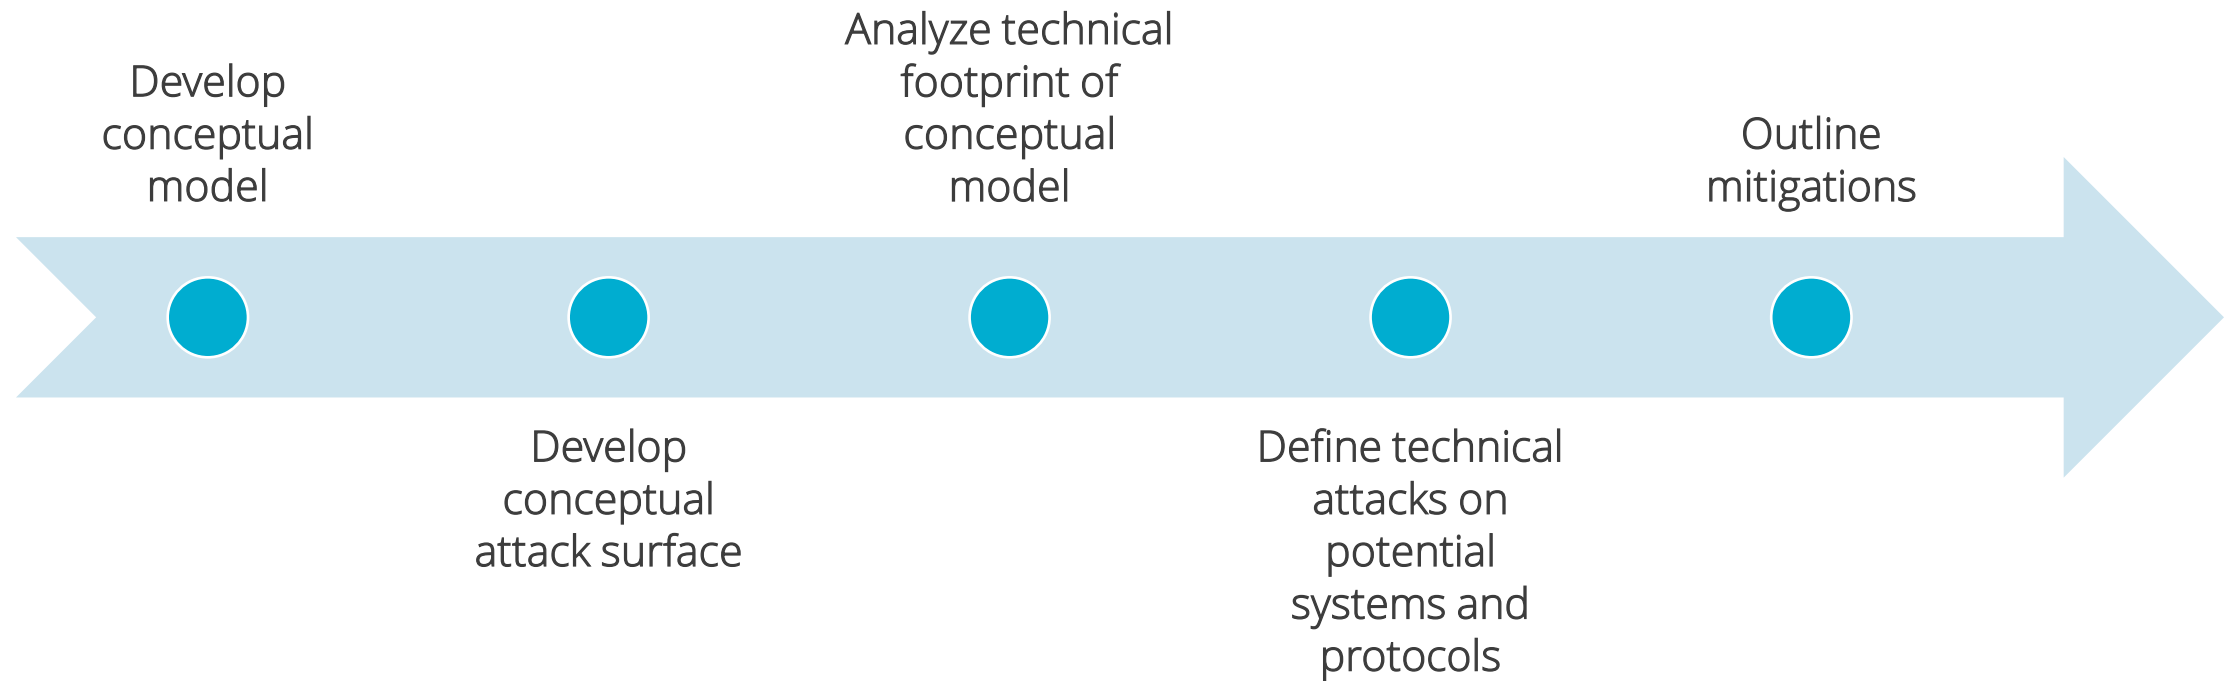 Develop
conceptual
model
Develop
conceptual
attack surface
Analyze technical
footprint of
conceptual
model
Define technical
attacks on
potential
systems and
protocols
Outline
mitigations